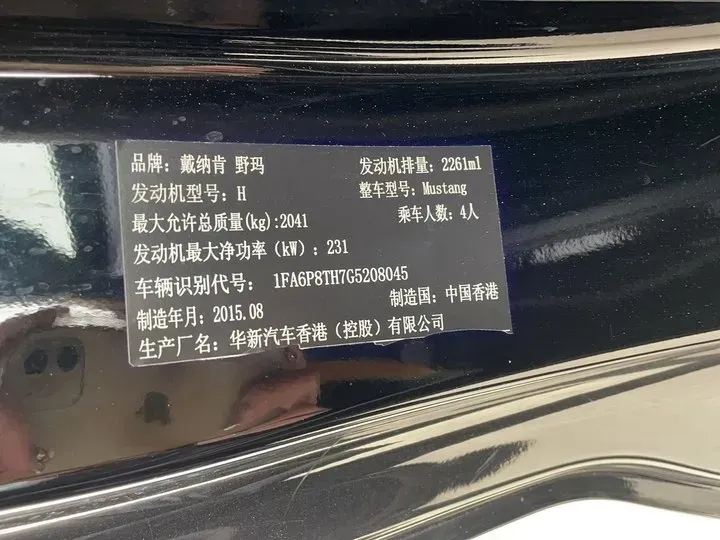 品牌：戴纳肯 野玛 发动机排量：2261ml
发动机型号：H 整车型号：Mustang
最大允许总质量(kg)：2041 乘车人数：4人
发动机最大净功率（kW）：231
车辆识别代号： 1FA6P8TH7G5208045
制造年月：2015.08 制造国：中国香港
生产厂名：华新汽车香港（控股）有限公司